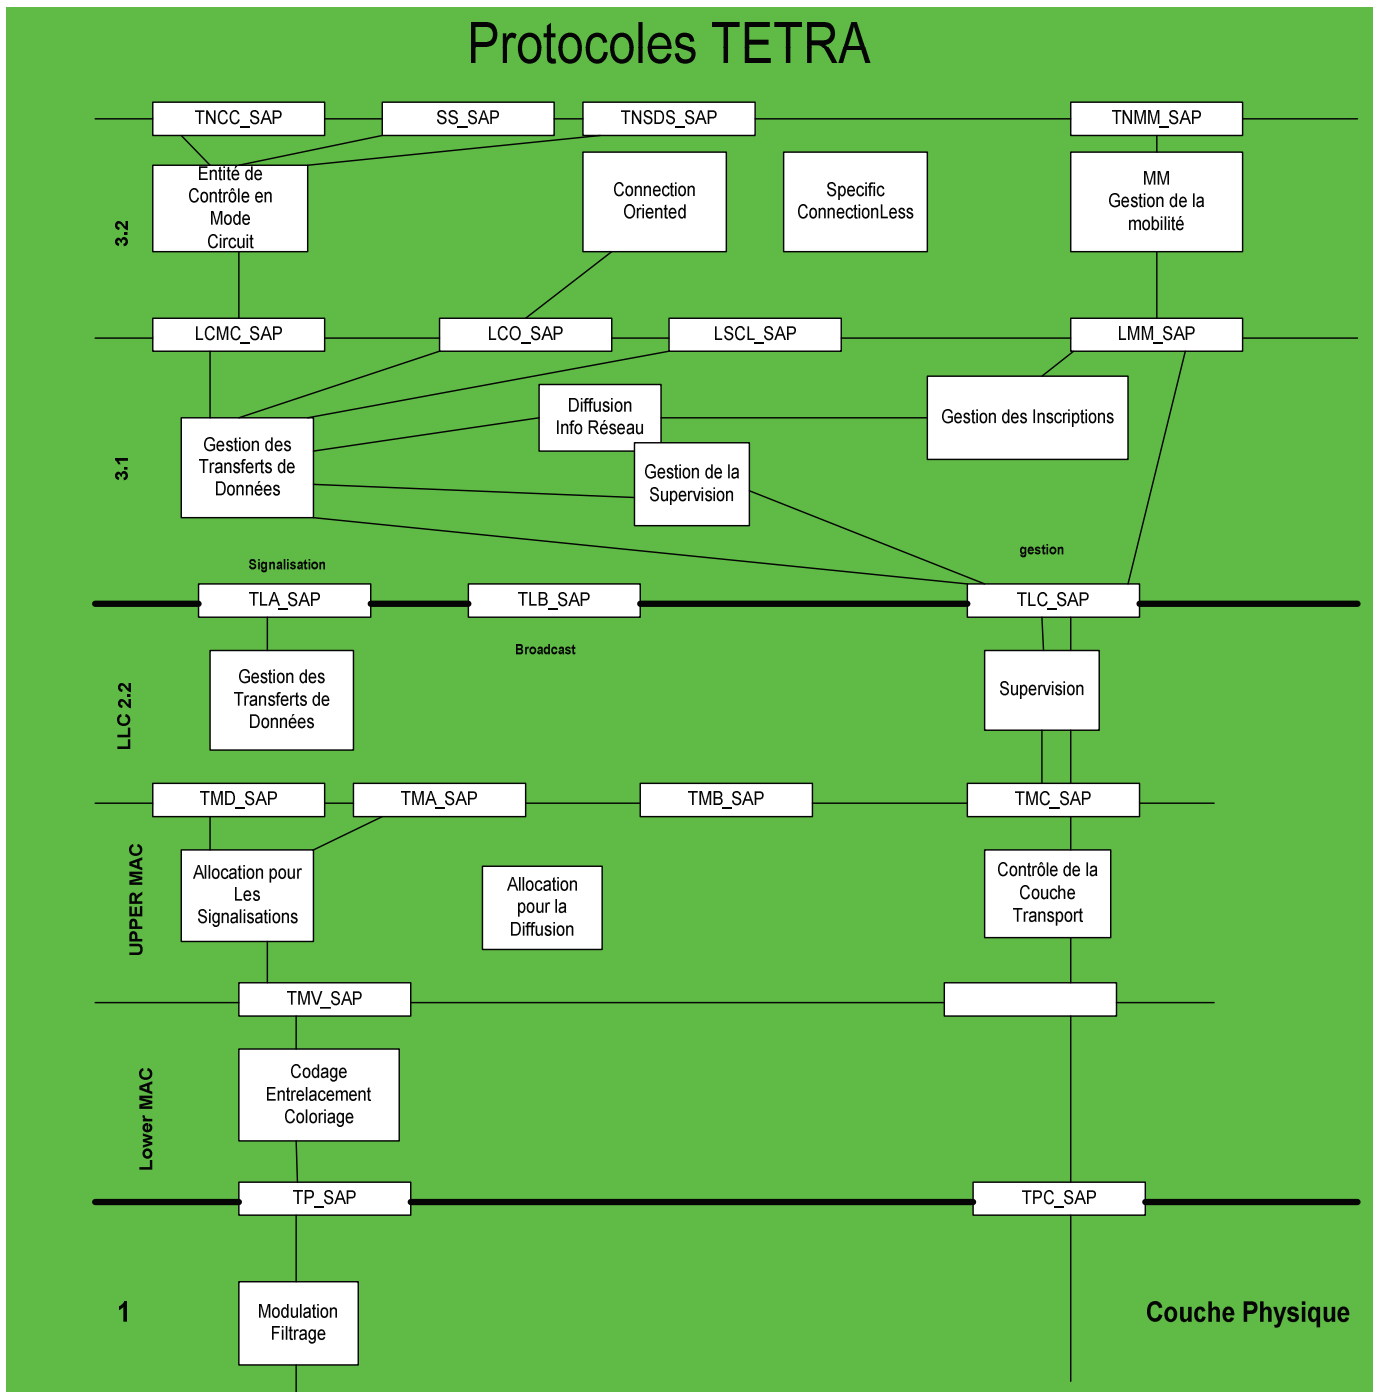 Protocoles TETRA
TNCC_SAP
SS_SAP
TNSDS_SAP
TNMM_SAP
3.2
Entité de
Contrôle en
Mode
Circuit
Connection
Oriented
Specific
ConnectionLess
MM
Gestion de la
mobilité
LCMC_SAP
LCO_SAP
LSCL_SAP
LMM_SAP
3.1
Gestion des
Transferts de
Données
Diffusion
Info Réseau
Gestion de la
Supervision
Gestion des Inscriptions
Signalisation
gestion
TLA_SAP
TLB_SAP
TLC_SAP
Broadcast
LLC 2.2
Gestion des
Transferts de
Données
Supervision
TMD_SAP
TMA_SAP
TMB_SAP
TMC_SAP
UPPER MAC
Allocation pour
Les
Signalisations
Allocation
pour la
Diffusion
Contrôle de la
Couche
Transport
TMV_SAP
Lower MAC
Codage
Entrelacement
Coloriage
TP_SAP
TPC_SAP
1
Modulation
Filtrage
Couche Physique